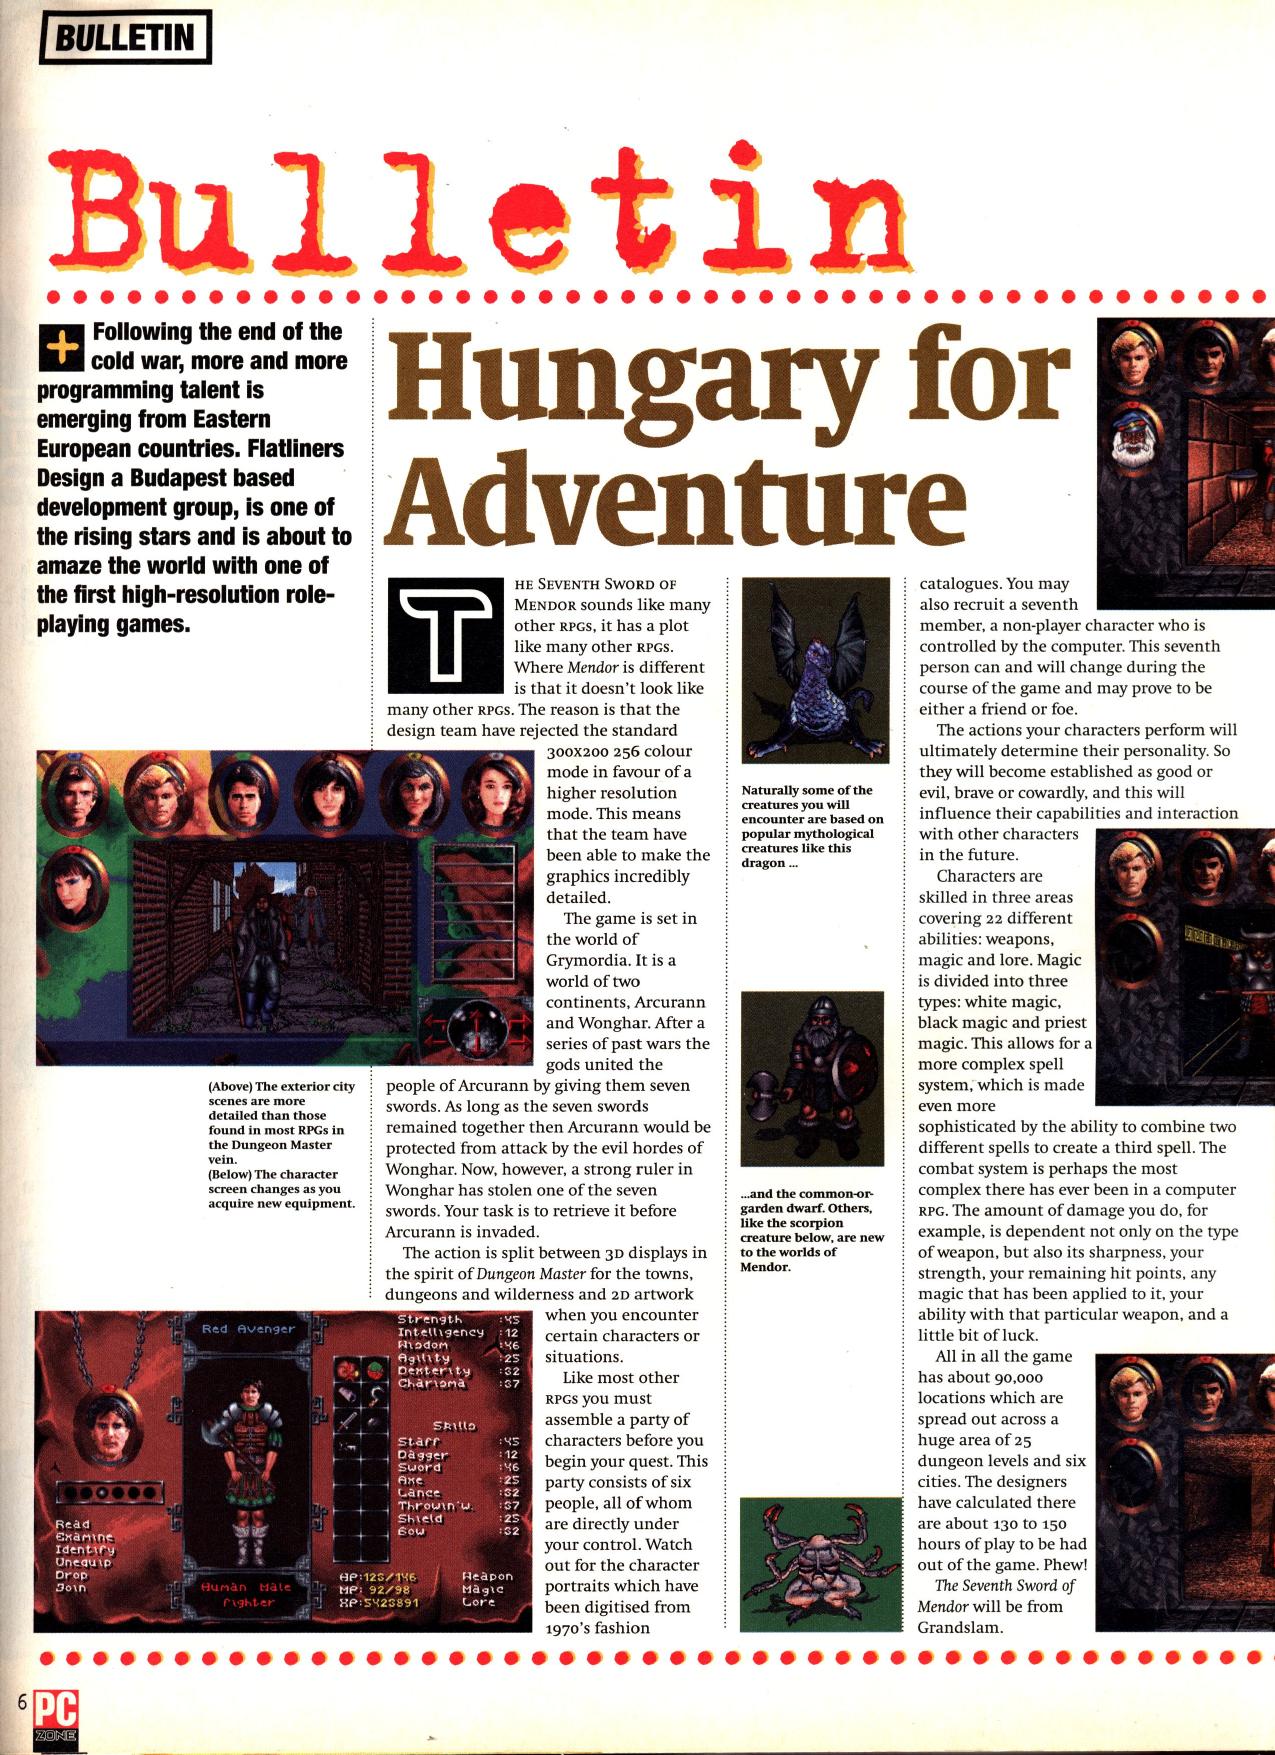 BULLETIN
Bulletin
Following the end of the
cold war, more and more
programming talent is
emerging from Eastern
European countries. Flatliners
Design a Budapest based
development group, is one of
the rising stars and is about to
amaze the world with one of
the first high-resolution role-
playing games.
Hungary for
Adventure
THE SEVENTH SWORD OF
MENDOR sounds like many
other RPGs, it has a plot
like many other RPGs.
Where Mendor is different
is that it doesn't look like
many other RPGs. The reason is that the
design team have rejected the standard
300X200 256 colour
mode in favour of a
higher resolution
mode. This means
that the team have
been able to make the
graphics incredibly
detailed.
The game is set in
the world of
Grymordia. It is a
world of two
continents, Arcurann
and Wonghar. After a
series of past wars the
gods united the
people of Arcurann by giving them seven
swords. As long as the seven swords
remained together then Arcurann would be
protected from attack by the evil hordes of
Wonghar. Now, however, a strong ruler in
Wonghar has stolen one of the seven
swords. Your task is to retrieve it before
Arcurann is invaded.
The action is split between 3D displays in
the spirit of Dungeon Master for the towns,
dungeons and wilderness and 2D artwork
when you encounter
certain characters or
situations.
Like most other
RPGs you must
assemble a party of
characters before you
begin your quest. This
party consists of six
people, all of whom
are directly under
your control. Watch
out for the character
portraits which have
been digitised from
1970's fashion
catalogues. You may
also recruit a seventh
member, a non-player character who is
controlled by the computer. This seventh
person can and will change during the
course of the game and may prove to be
either a friend or foe.
The actions your characters perform will
ultimately determine their personality. So
they will become established as good or
evil, brave or cowardly, and this will
influence their capabilities and interaction
with other characters
in the future.
Characters are
skilled in three areas
covering 22 different
abilities: weapons,
magic and lore. Magic
is divided into three
types: white magic,
black magic and priest
magic. This allows for a
more complex spell
system, which is made
even more
sophisticated by the ability to combine two
different spells to create a third spell. The
combat system is perhaps the most
complex there has ever been in a computer
RPG. The amount of damage you do, for
example, is dependent not only on the type
of weapon, but also its sharpness, your
strength, your remaining hit points, any
magic that has been applied to it, your
ability with that particular weapon, and a
little bit of luck.
All in all the game
has about 90,000
locations which are
spread out across a
huge area of 25
dungeon levels and six
cities. The designers
have calculated there
are about 130 to 150
hours of play to be had
out of the game. Phew!
The Seventh Sword of
Mendor will be from
Grandslam.
(Above) The exterior city
scenes are more
detailed than those
found in most RPGs in
the Dungeon Master
vein.
(Below) The character
screen changes as you
acquire new equipment.
Naturally some of the
creatures you will
encounter are based on
popular mythological
creatures like this
dragon ...
...and the common-or-
garden dwarf. Others,
like the scorpion
creature below, are new
to the worlds of
Mendor.
Red Avenger
Human Male
Fighter
Read
Examine
Identify
Unequip
Drop
Join
Strength :45
Intelligency :12
Wisdom :46
Agility :25
Dexterity :32
Charisma :37
Skills
Staff :45
Dagger :12
Sword :46
Axe :25
Lance :32
Throwin'w. :37
Shield :25
Bow :32
HP:123/146
MP: 92/98
XP:5423891
Weapon
Magic
Lore
6
PC
ZONE